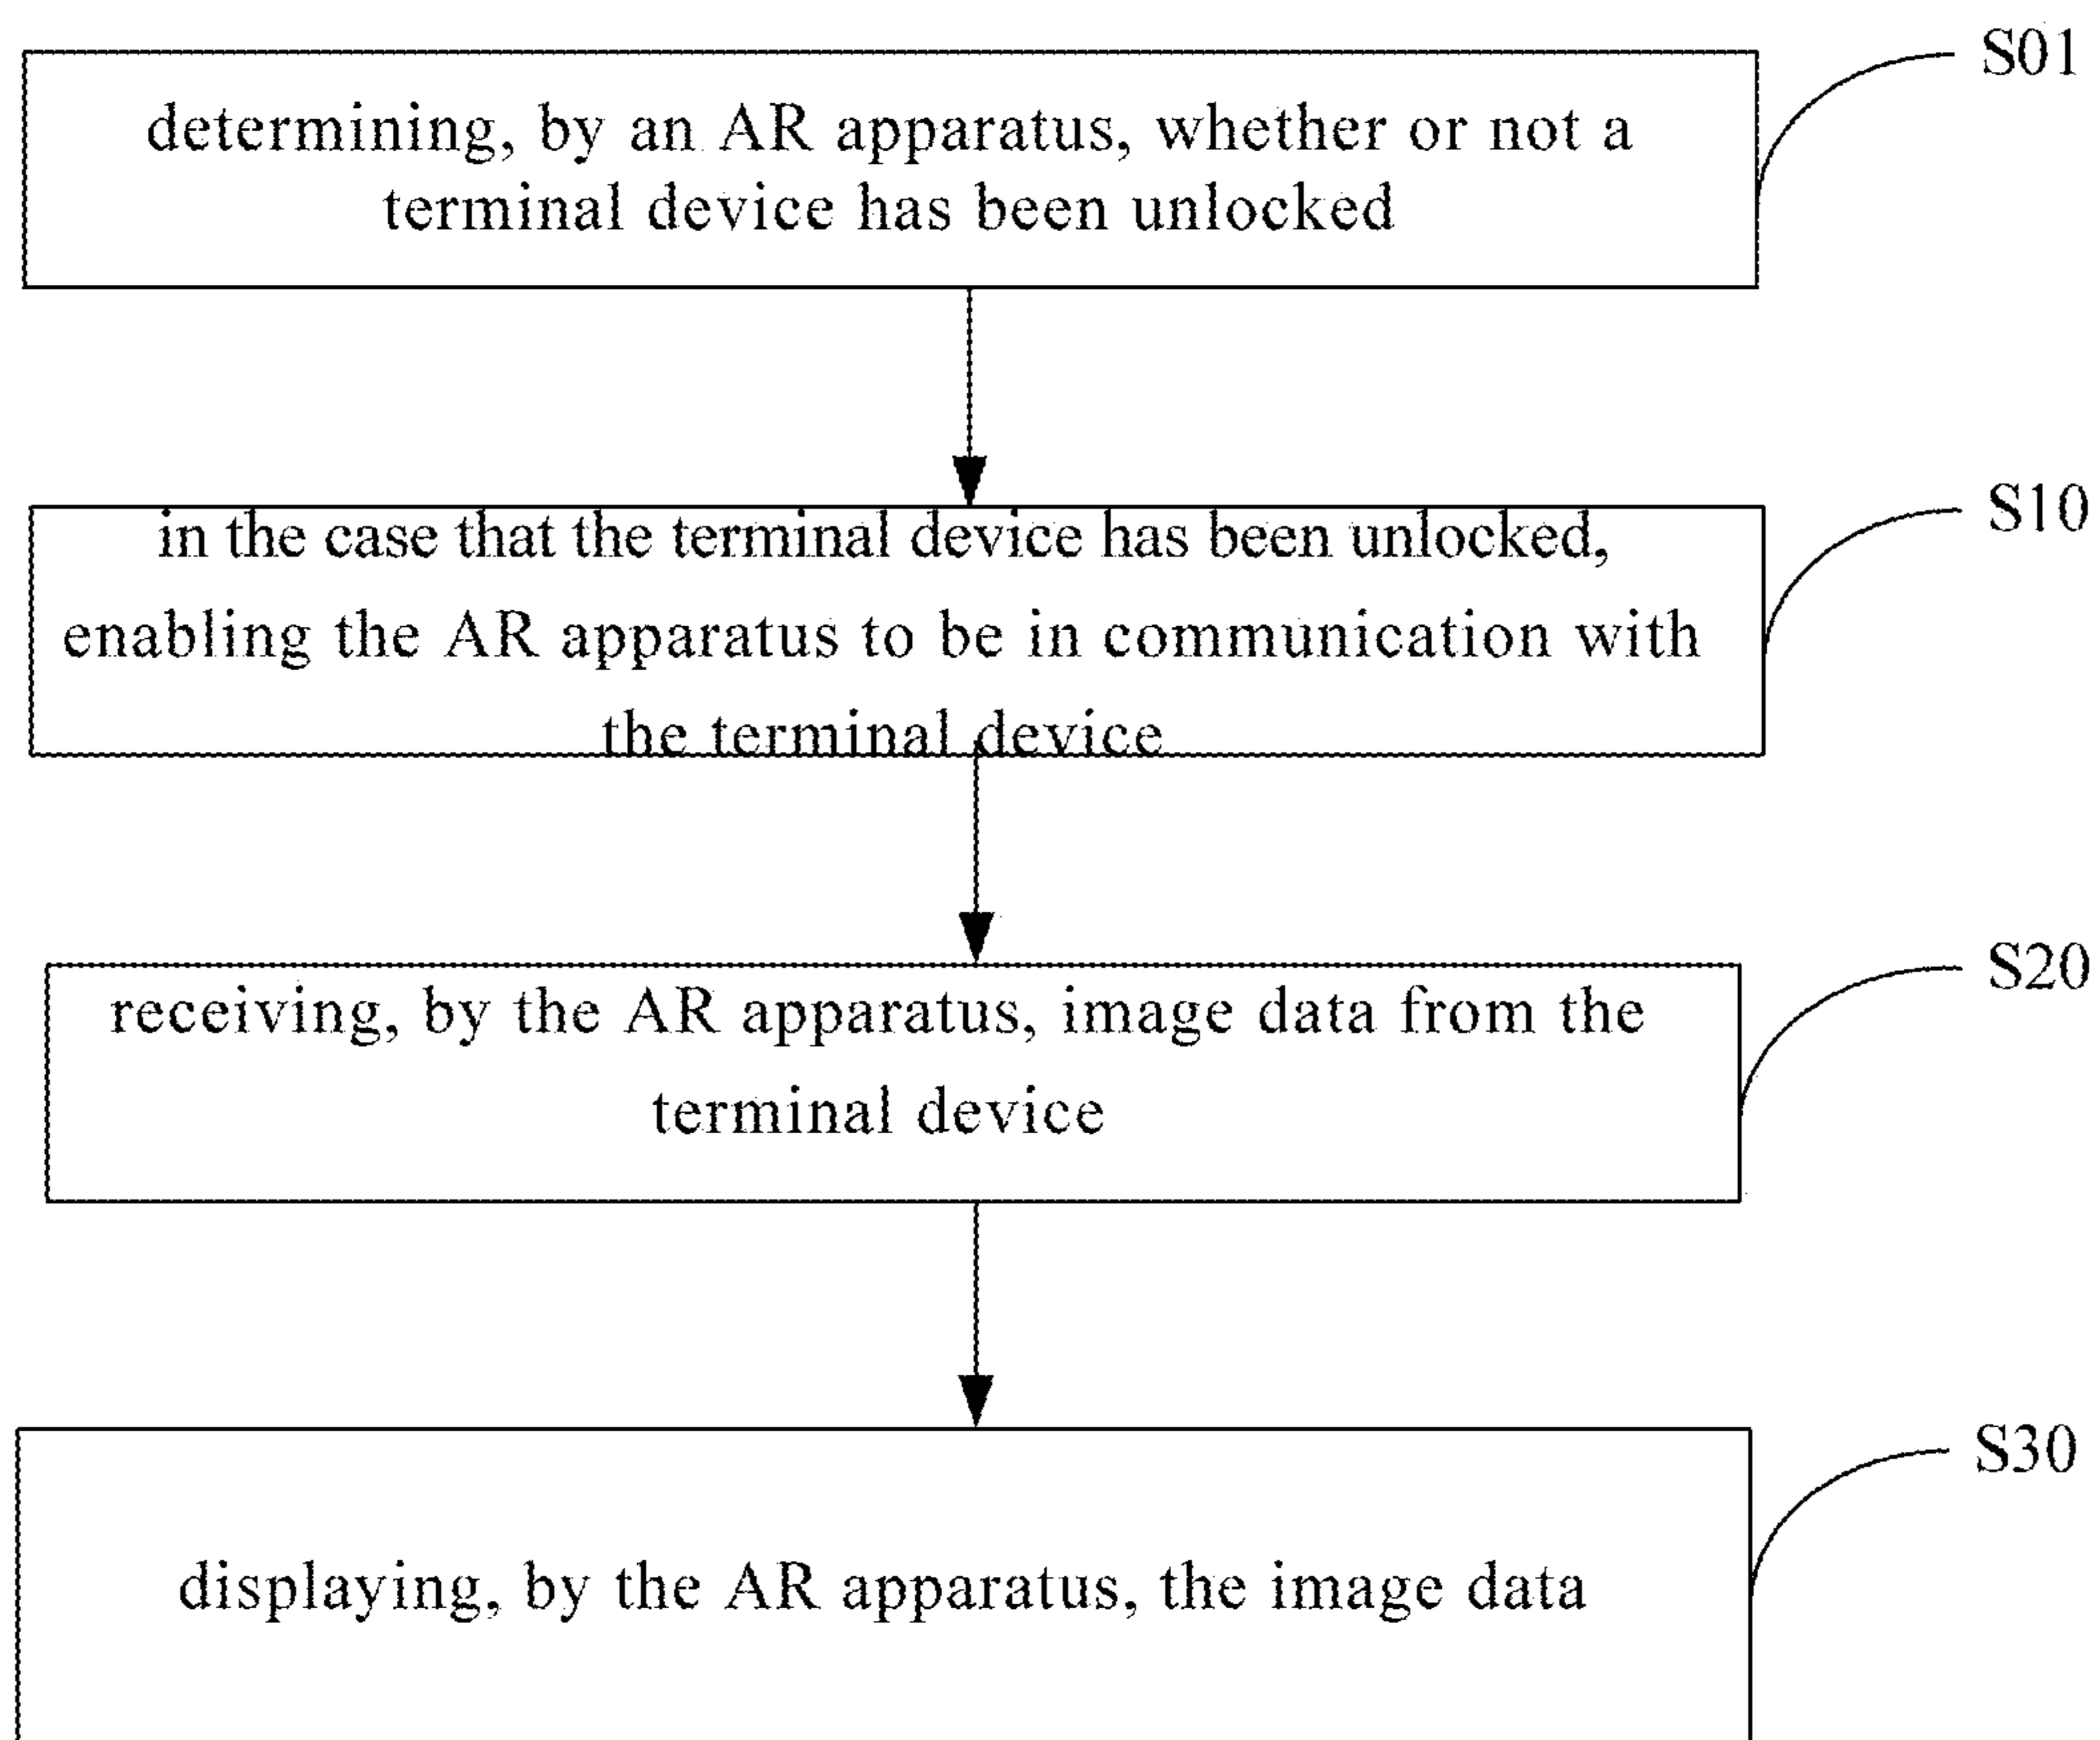 S01
determining, by an AR apparatus, whether or not a
terminal device has been unlocked
S10
in the case that the terminal device has been unlocked,
enabling the AR apparatus to be in communication with
the terminal device
S20
receiving, by the AR apparatus, image data from the
terminal device
S30
displaying, by the AR apparatus, the image data